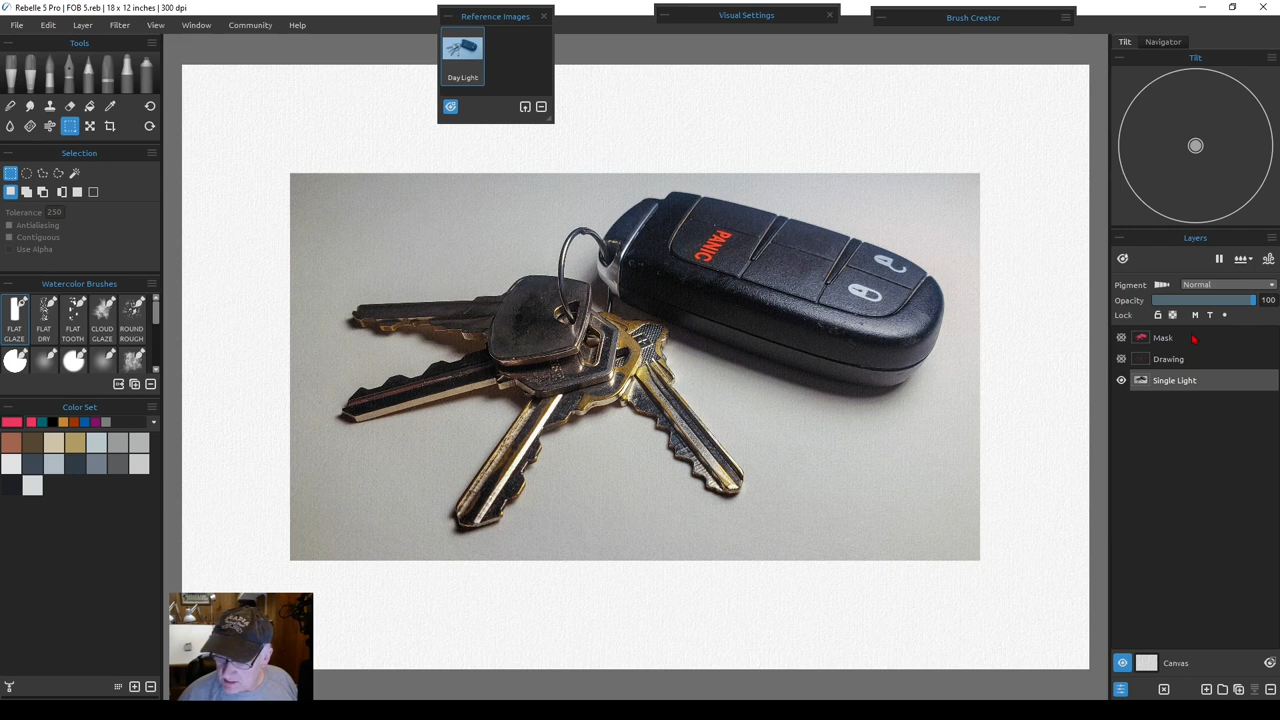 Rebelle 5 Pro | FOB 5.reb | 18 x 12 inches | 300 dpi
File Edit Layer Filter View Window Community Help
Tools
Selection
Tolerance 250
Antialiasing
Contiguous
Use Alpha
Watercolor Brushes
FLAT GLAZE
FLAT DRY
FLAT TOOTH
CLOUD GLAZE
ROUND ROUGH
Color Set
Reference Images
Day Light
Visual Settings
Brush Creator
PANIC
Tilt Navigator
Tilt
Layers
Pigment Normal
Opacity 100
Lock M T
Mask
Drawing
Single Light
Canvas